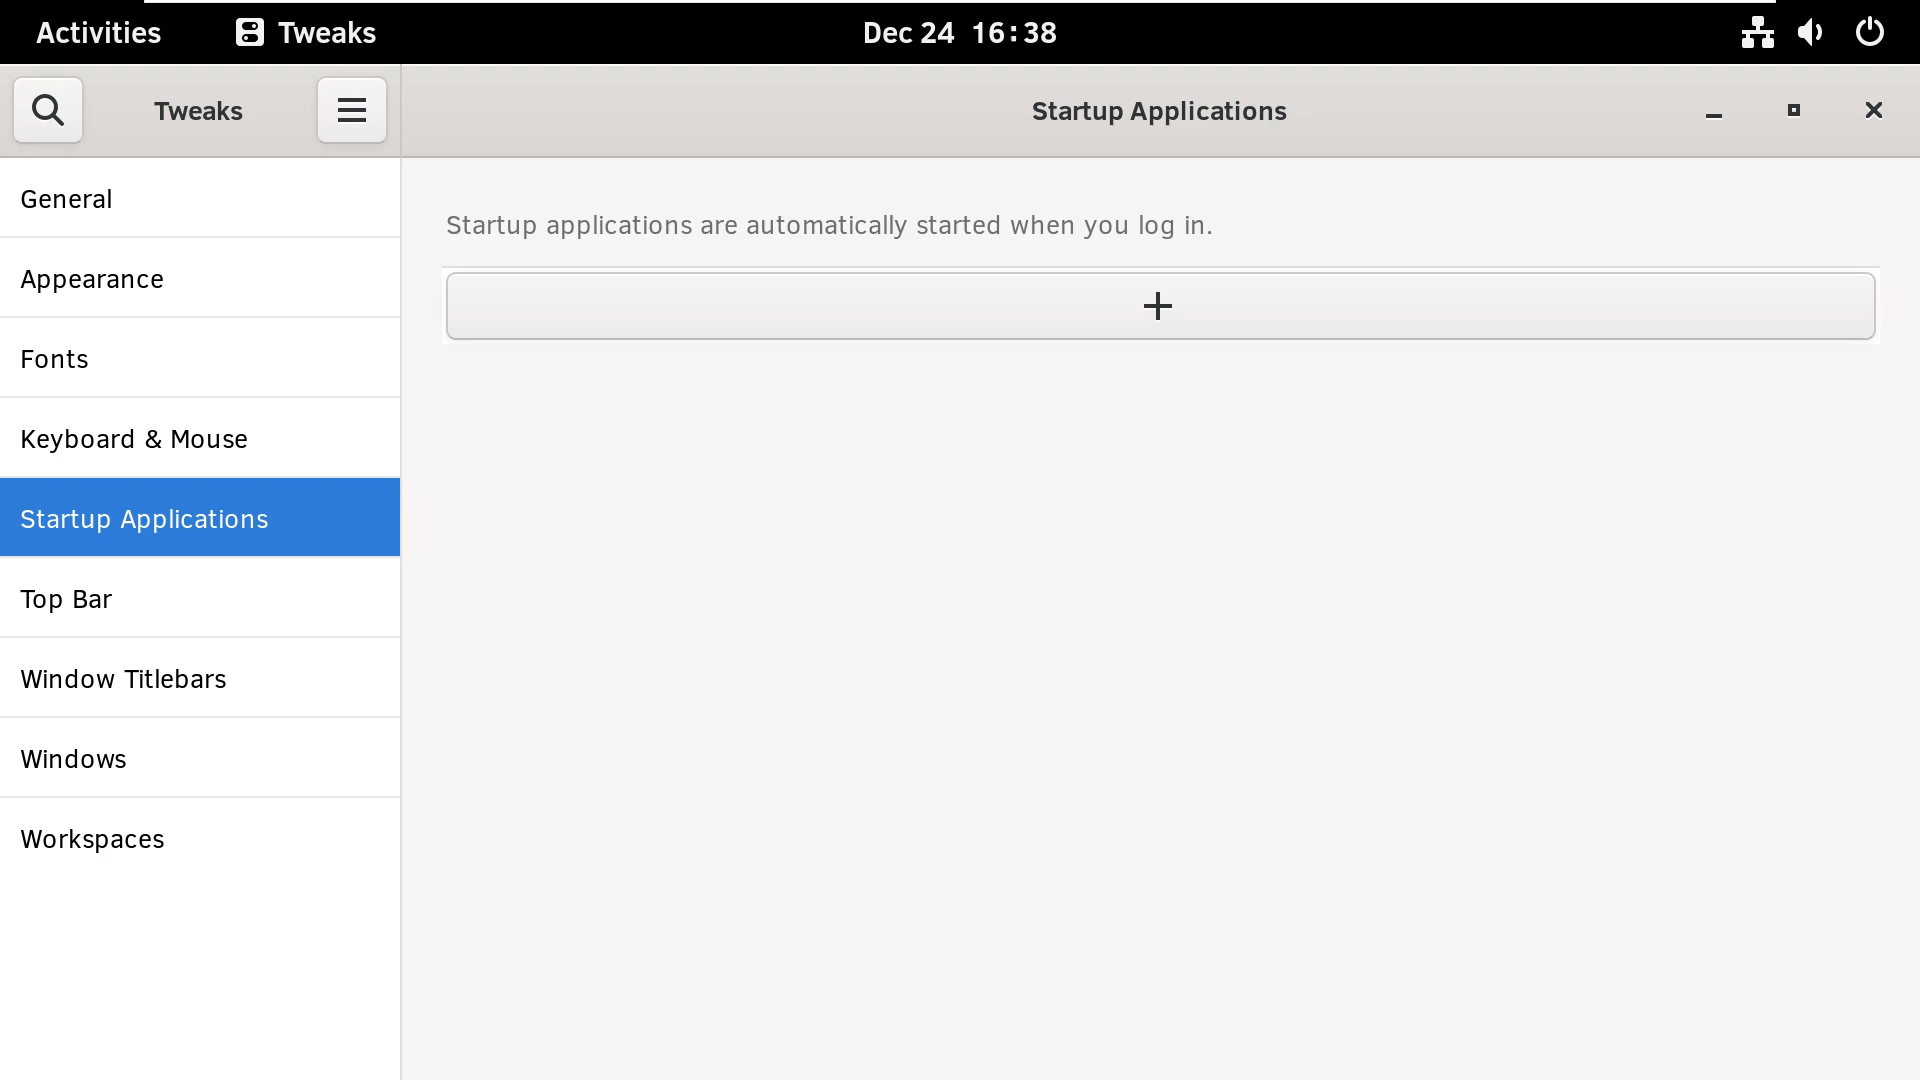 Activities
Tweaks
Dec 24 16:38
Tweaks
Startup Applications
General
Appearance
Fonts
Keyboard & Mouse
Startup Applications
Top Bar
Window Titlebars
Windows
Workspaces
Startup applications are automatically started when you log in.